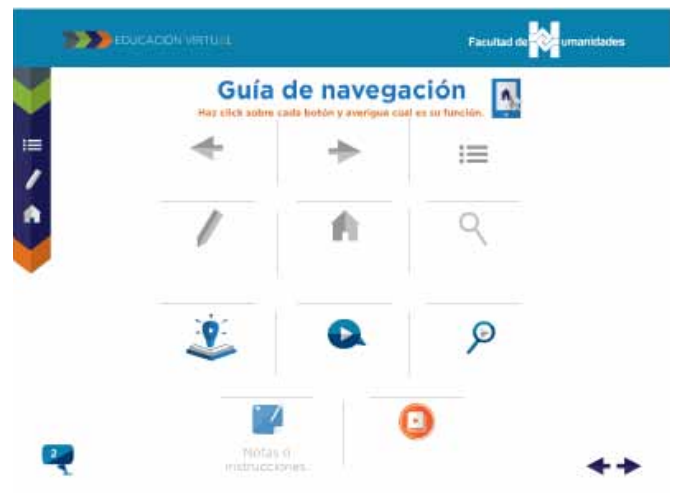 EDUCACIÓN VIRTUAL
Facultad de Humanidades
Guía de navegación
Haz click sobre cada botón y averigua cuál es su función.
Notas o
instrucciones.
2